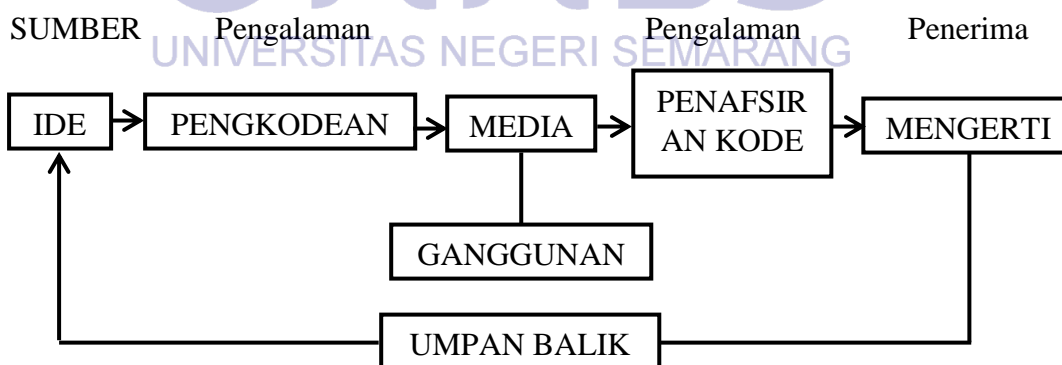 SUMBER Pengalaman Pengalaman Penerima
UNIVERSITAS NEGERI SEMARANG
IDE PENGKODEAN MEDIA PENAFSIR AN KODE MENGERTI
GANGGUNAN
UMPAN BALIK